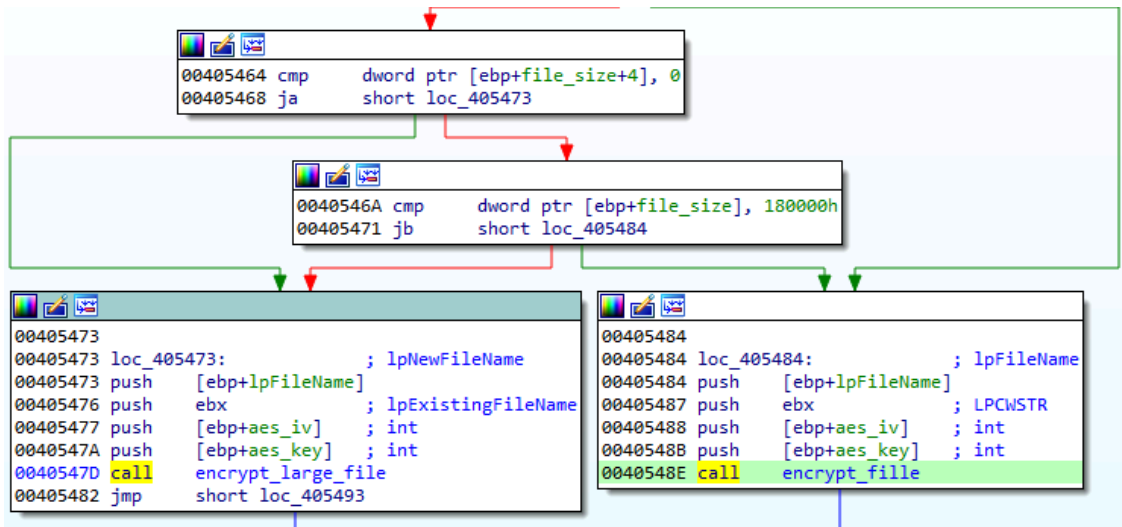 00405464 cmp     dword ptr [ebp+file_size+4], 0
00405468 ja      short loc_405473
0040546A cmp     dword ptr [ebp+file_size], 180000h
00405471 jb      short loc_405484
00405473
00405473 loc_405473:             ; lpNewFileName
00405473 push    [ebp+lpFileName]
00405476 push    ebx             ; lpExistingFileName
00405477 push    [ebp+aes_iv]    ; int
0040547A push    [ebp+aes_key]   ; int
0040547D call    encrypt_large_file
00405482 jmp     short loc_405493
00405484
00405484 loc_405484:             ; lpFileName
00405484 push    [ebp+lpFileName]
00405487 push    ebx             ; LPCWSTR
00405488 push    [ebp+aes_iv]    ; int
0040548B push    [ebp+aes_key]   ; int
0040548E call    encrypt_fille